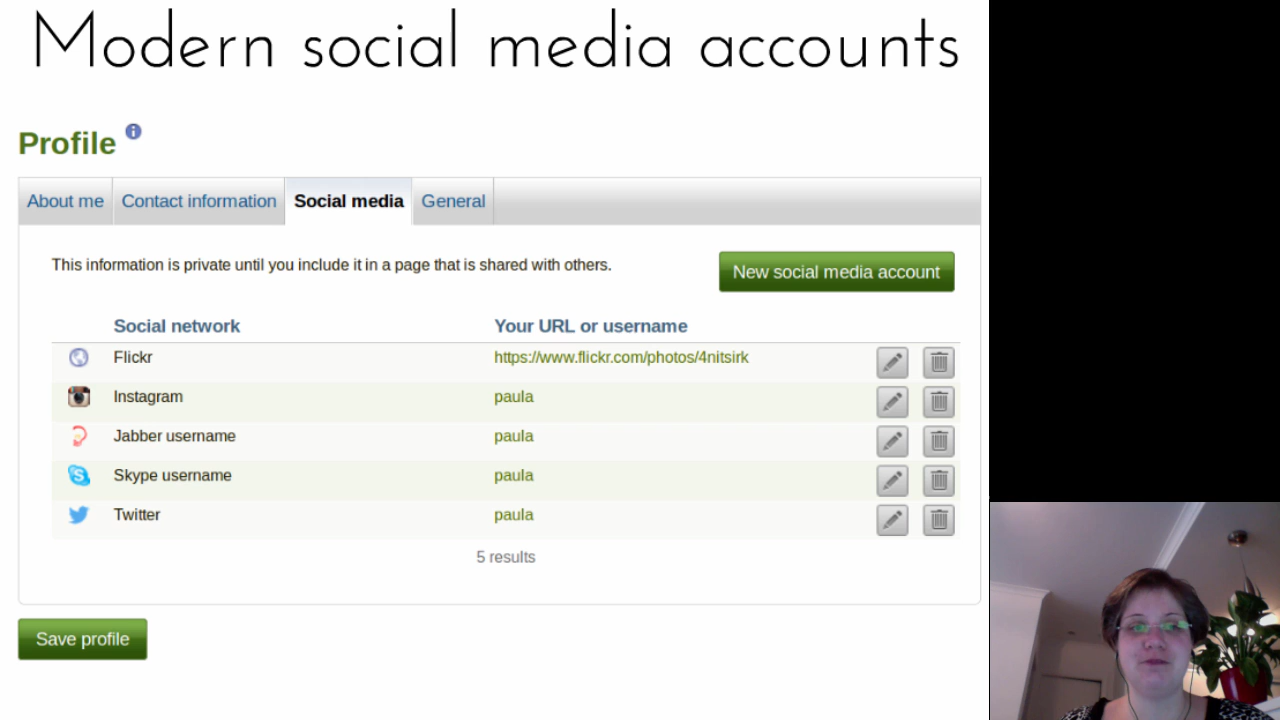 Modern social media accounts
Profile
About me Contact information Social media General
This information is private until you include it in a page that is shared with others.
New social media account
Social network Your URL or username
Flickr https://www.flickr.com/photos/4nitsirk
Instagram paula
Jabber username paula
Skype username paula
Twitter paula
5 results
Save profile